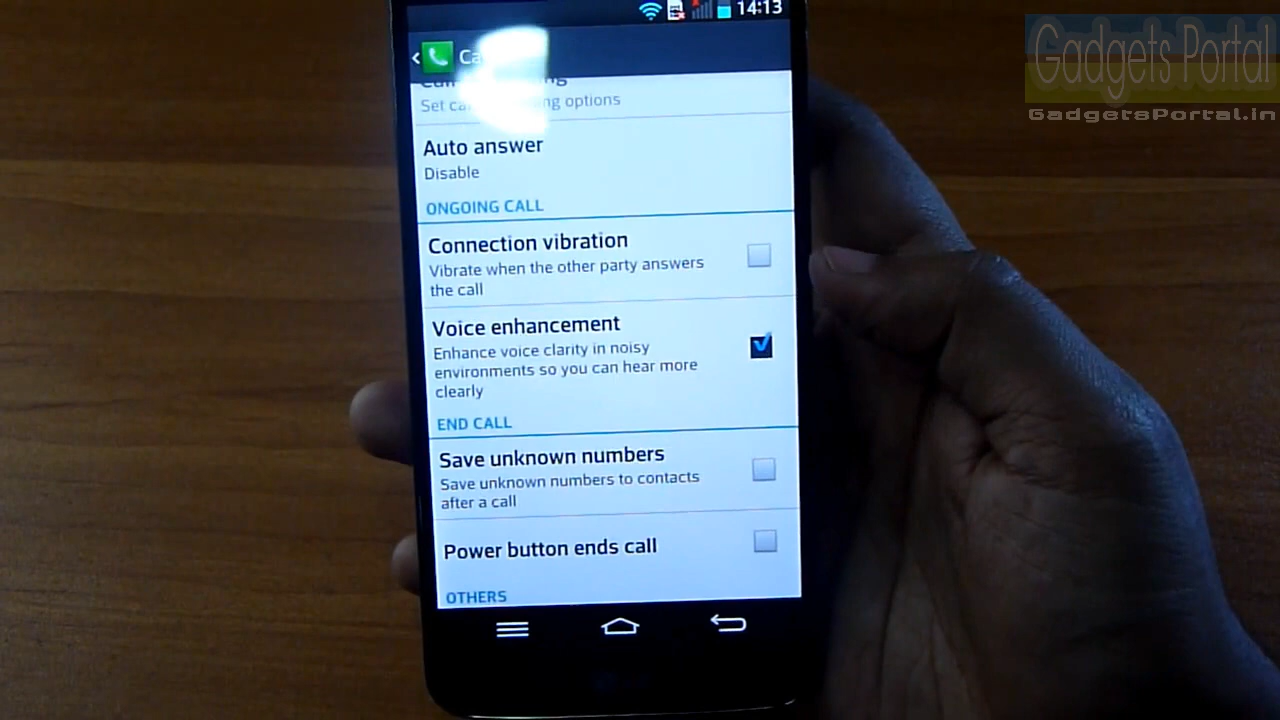 14:13
Gadgets Portal
GadgetsPortal.in
Set
options
Auto answer
Disable
ONGOING CALL
Connection vibration
Vibrate when the other party answers
the call
Voice enhancement
Enhance voice clarity in noisy
environments so you can hear more
clearly
END CALL
Save unknown numbers
Save unknown numbers to contacts
after a call
Power button ends call
OTHERS